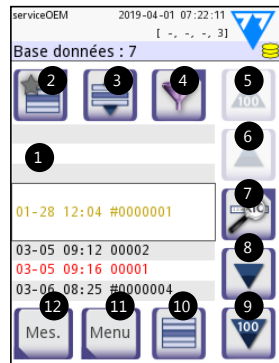 serviceOEM 2019-04-01 07:22:11
[ -, -, -, 3]
Base données : 7
2 3 4 5
100
6
1
7
01-28 12:04 #0000001
8
03-05 09:12 00002
03-05 09:16 00001
03-06 08:25 #0000004
12 11 10 9
Mes. Menu 100